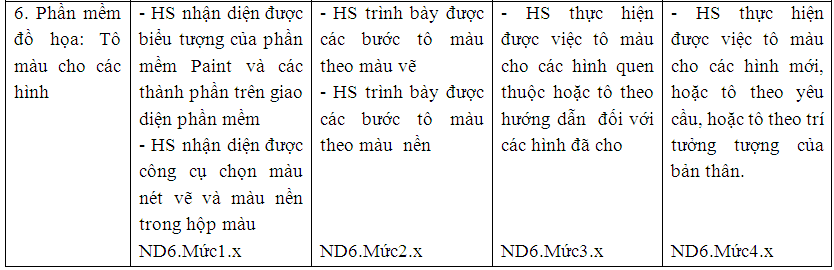 6. Phần mềm
đồ họa: Tô
màu cho các
hình
- HS nhận diện được
biểu tượng của phần
mềm Paint và các
thành phần trên giao
diện phần mềm
- HS nhận diện được
công cụ chọn màu
nét vẽ và màu nền
trong hộp màu
ND6.Mức1.x
- HS trình bày được
các bước tô màu
theo màu vẽ
- HS trình bày được
các bước tô màu
theo màu nền
ND6.Mức2.x
- HS thực hiện
được việc tô màu
cho các hình quen
thuộc hoặc tô theo
hướng dẫn đối với
các hình đã cho
ND6.Mức3.x
- HS thực hiện
được việc tô màu
cho các hình mới,
hoặc tô theo yêu
cầu, hoặc tô theo trí
tưởng tượng của
bản thân.
ND6.Mức4.x